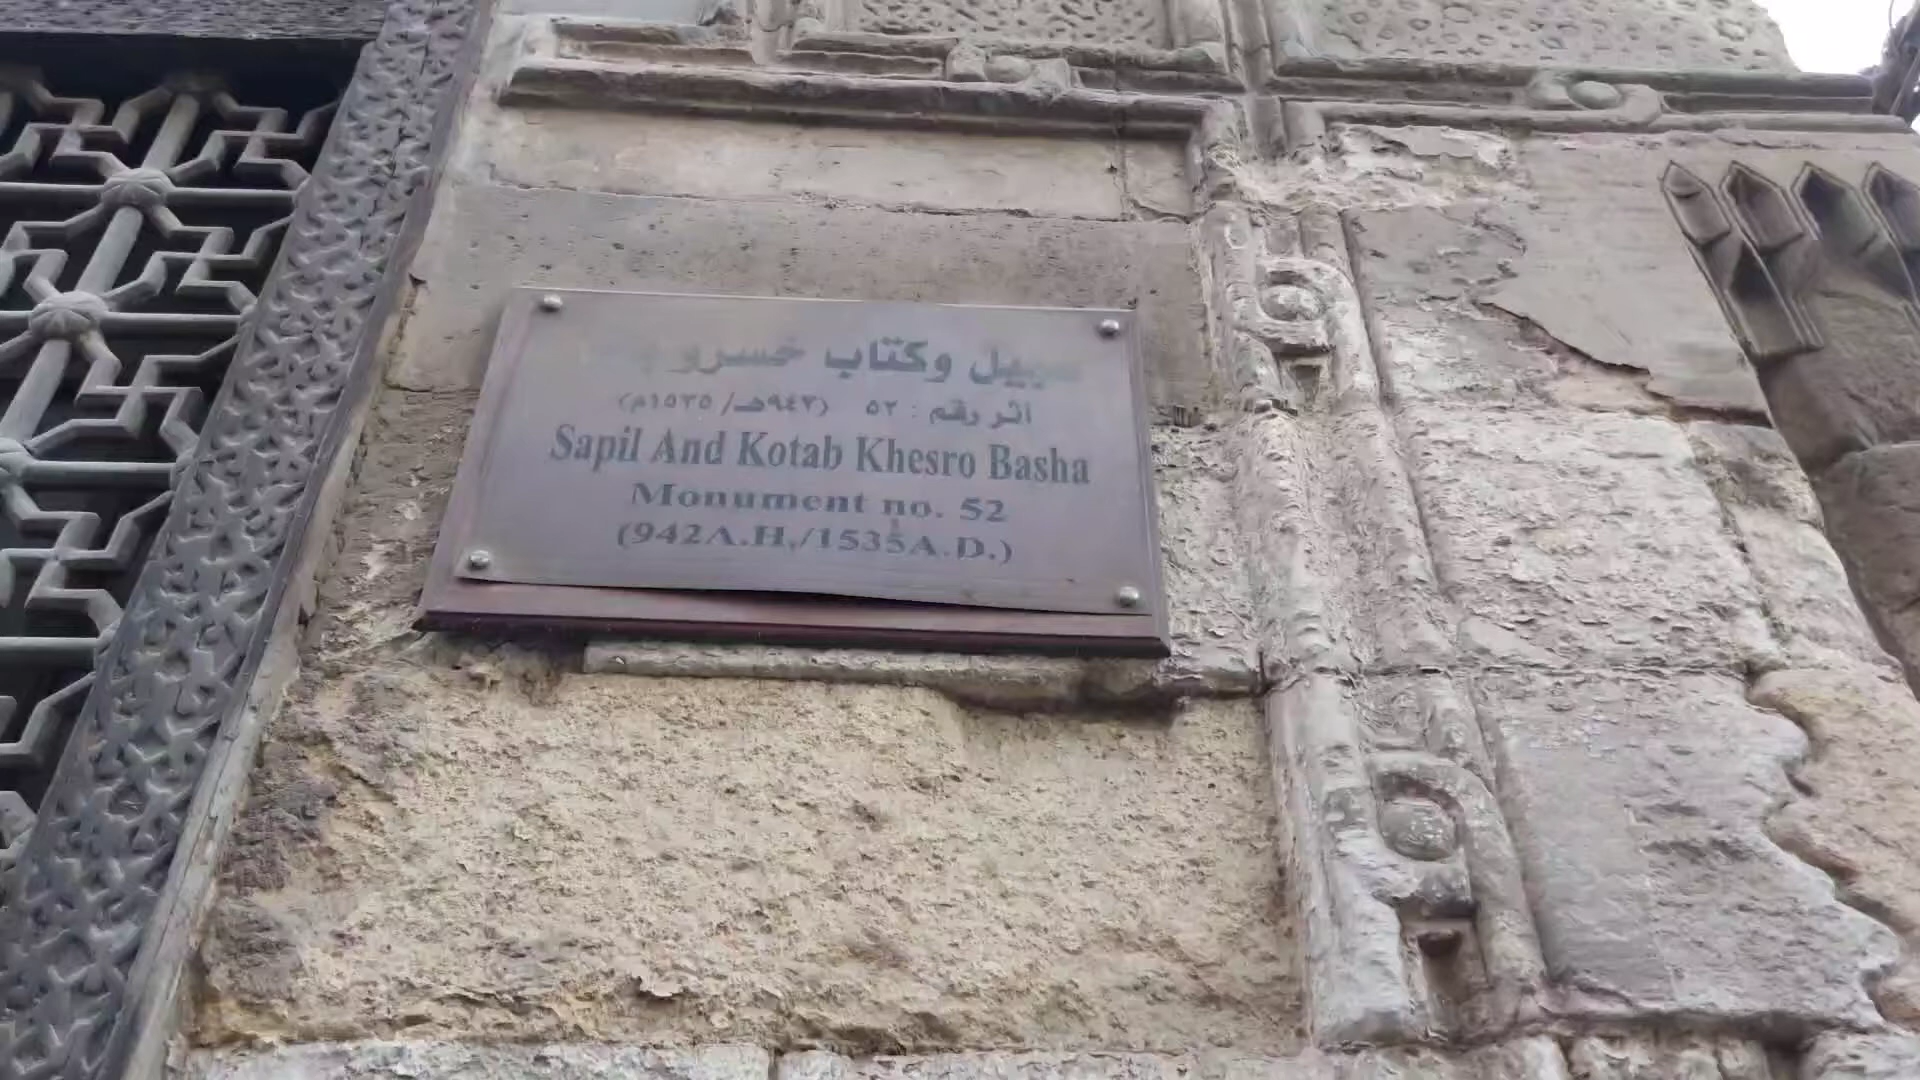 سبيل وكتاب خسرو
اثر رقم : ٥٢ (٩٤٢هـ/ ١٥٣٥م)
Sapil And Kotab Khesro Basha
Monument no. 52
(942A.H./1535A.D.)